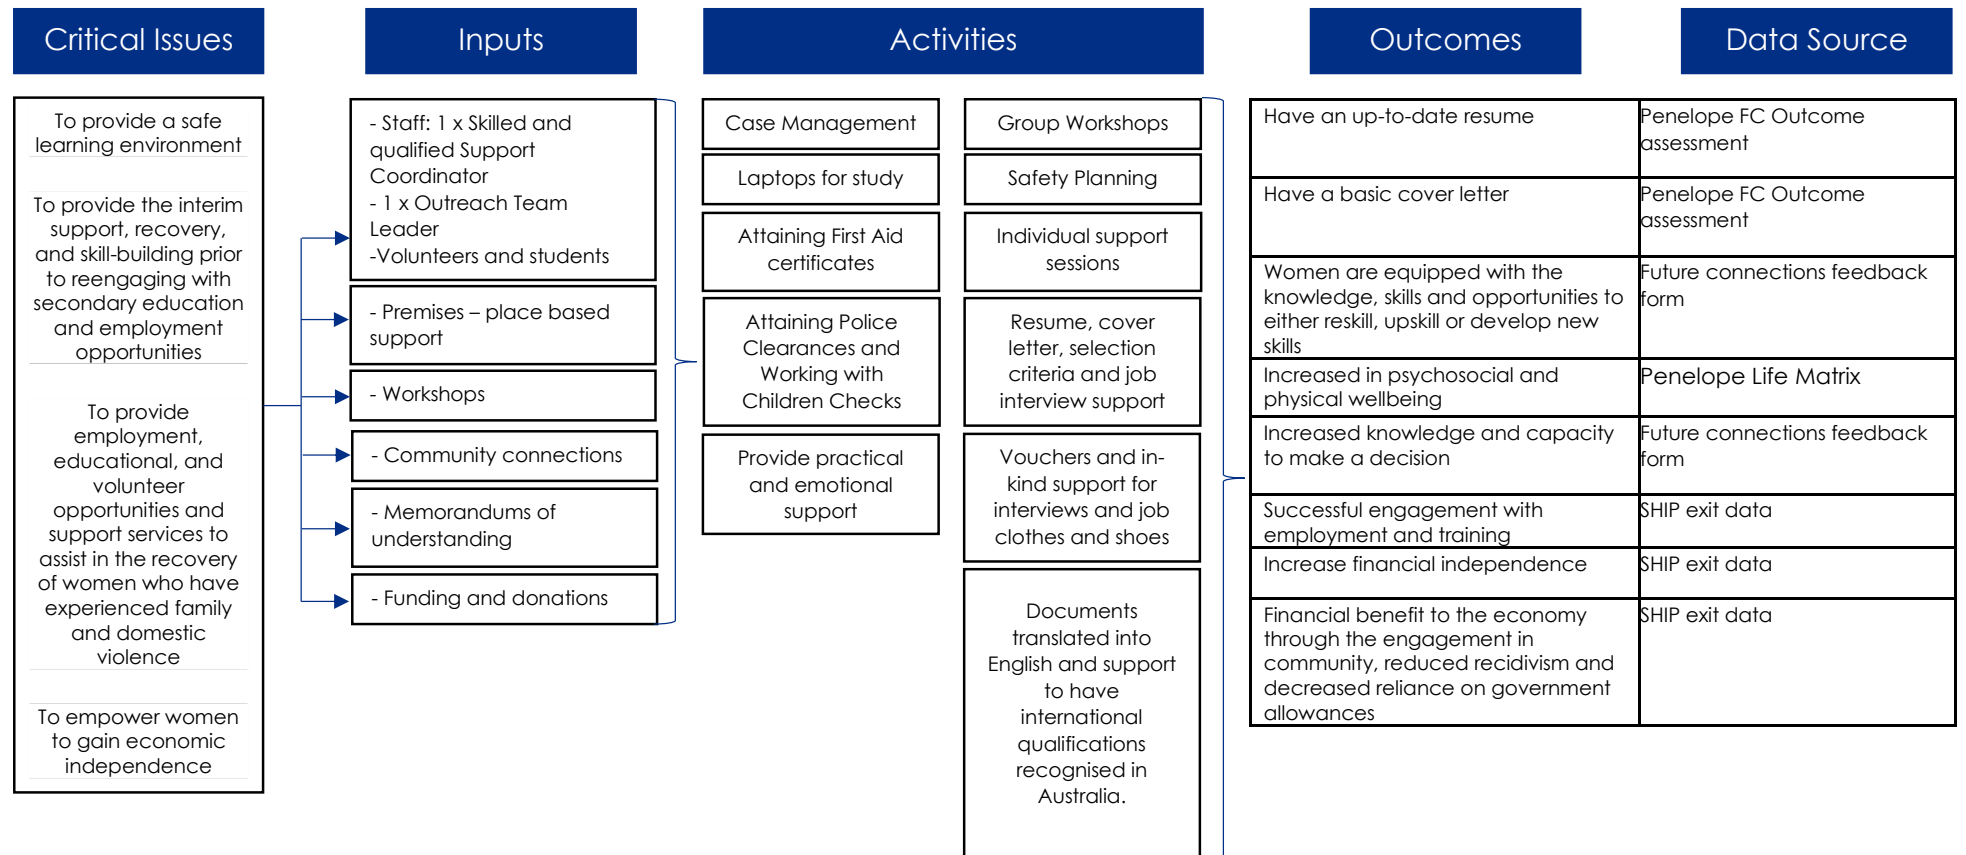 Critical Issues
Inputs
Activities
Outcomes
Data Source
To provide a safe
learning environment
To provide the interim
support, recovery,
and skill-building prior
to reengaging with
secondary education
and employment
opportunities
To provide
employment,
educational, and
volunteer
opportunities and
support services to
assist in the recovery
of women who have
experienced family
and domestic
violence
To empower women
to gain economic
independence
- Staff: 1 x Skilled and
qualified Support
Coordinator
- 1 x Outreach Team
Leader
-Volunteers and students
- Premises – place based
support
- Workshops
- Community connections
- Memorandums of
understanding
- Funding and donations
Case Management
Laptops for study
Attaining First Aid
certificates
Attaining Police
Clearances and
Working with
Children Checks
Provide practical
and emotional
support
Group Workshops
Safety Planning
Individual support
sessions
Resume, cover
letter, selection
criteria and job
interview support
Vouchers and in-
kind support for
interviews and job
clothes and shoes
Documents
translated into
English and support
to have
international
qualifications
recognised in
Australia.
Have an up-to-date resume
Penelope FC Outcome
assessment
Have a basic cover letter
Penelope FC Outcome
assessment
Women are equipped with the
knowledge, skills and opportunities to
either reskill, upskill or develop new
skills
Future connections feedback
form
Increased in psychosocial and
physical wellbeing
Penelope Life Matrix
Increased knowledge and capacity
to make a decision
Future connections feedback
form
Successful engagement with
employment and training
SHIP exit data
Increase financial independence
SHIP exit data
Financial benefit to the economy
through the engagement in
community, reduced recidivism and
decreased reliance on government
allowances
SHIP exit data